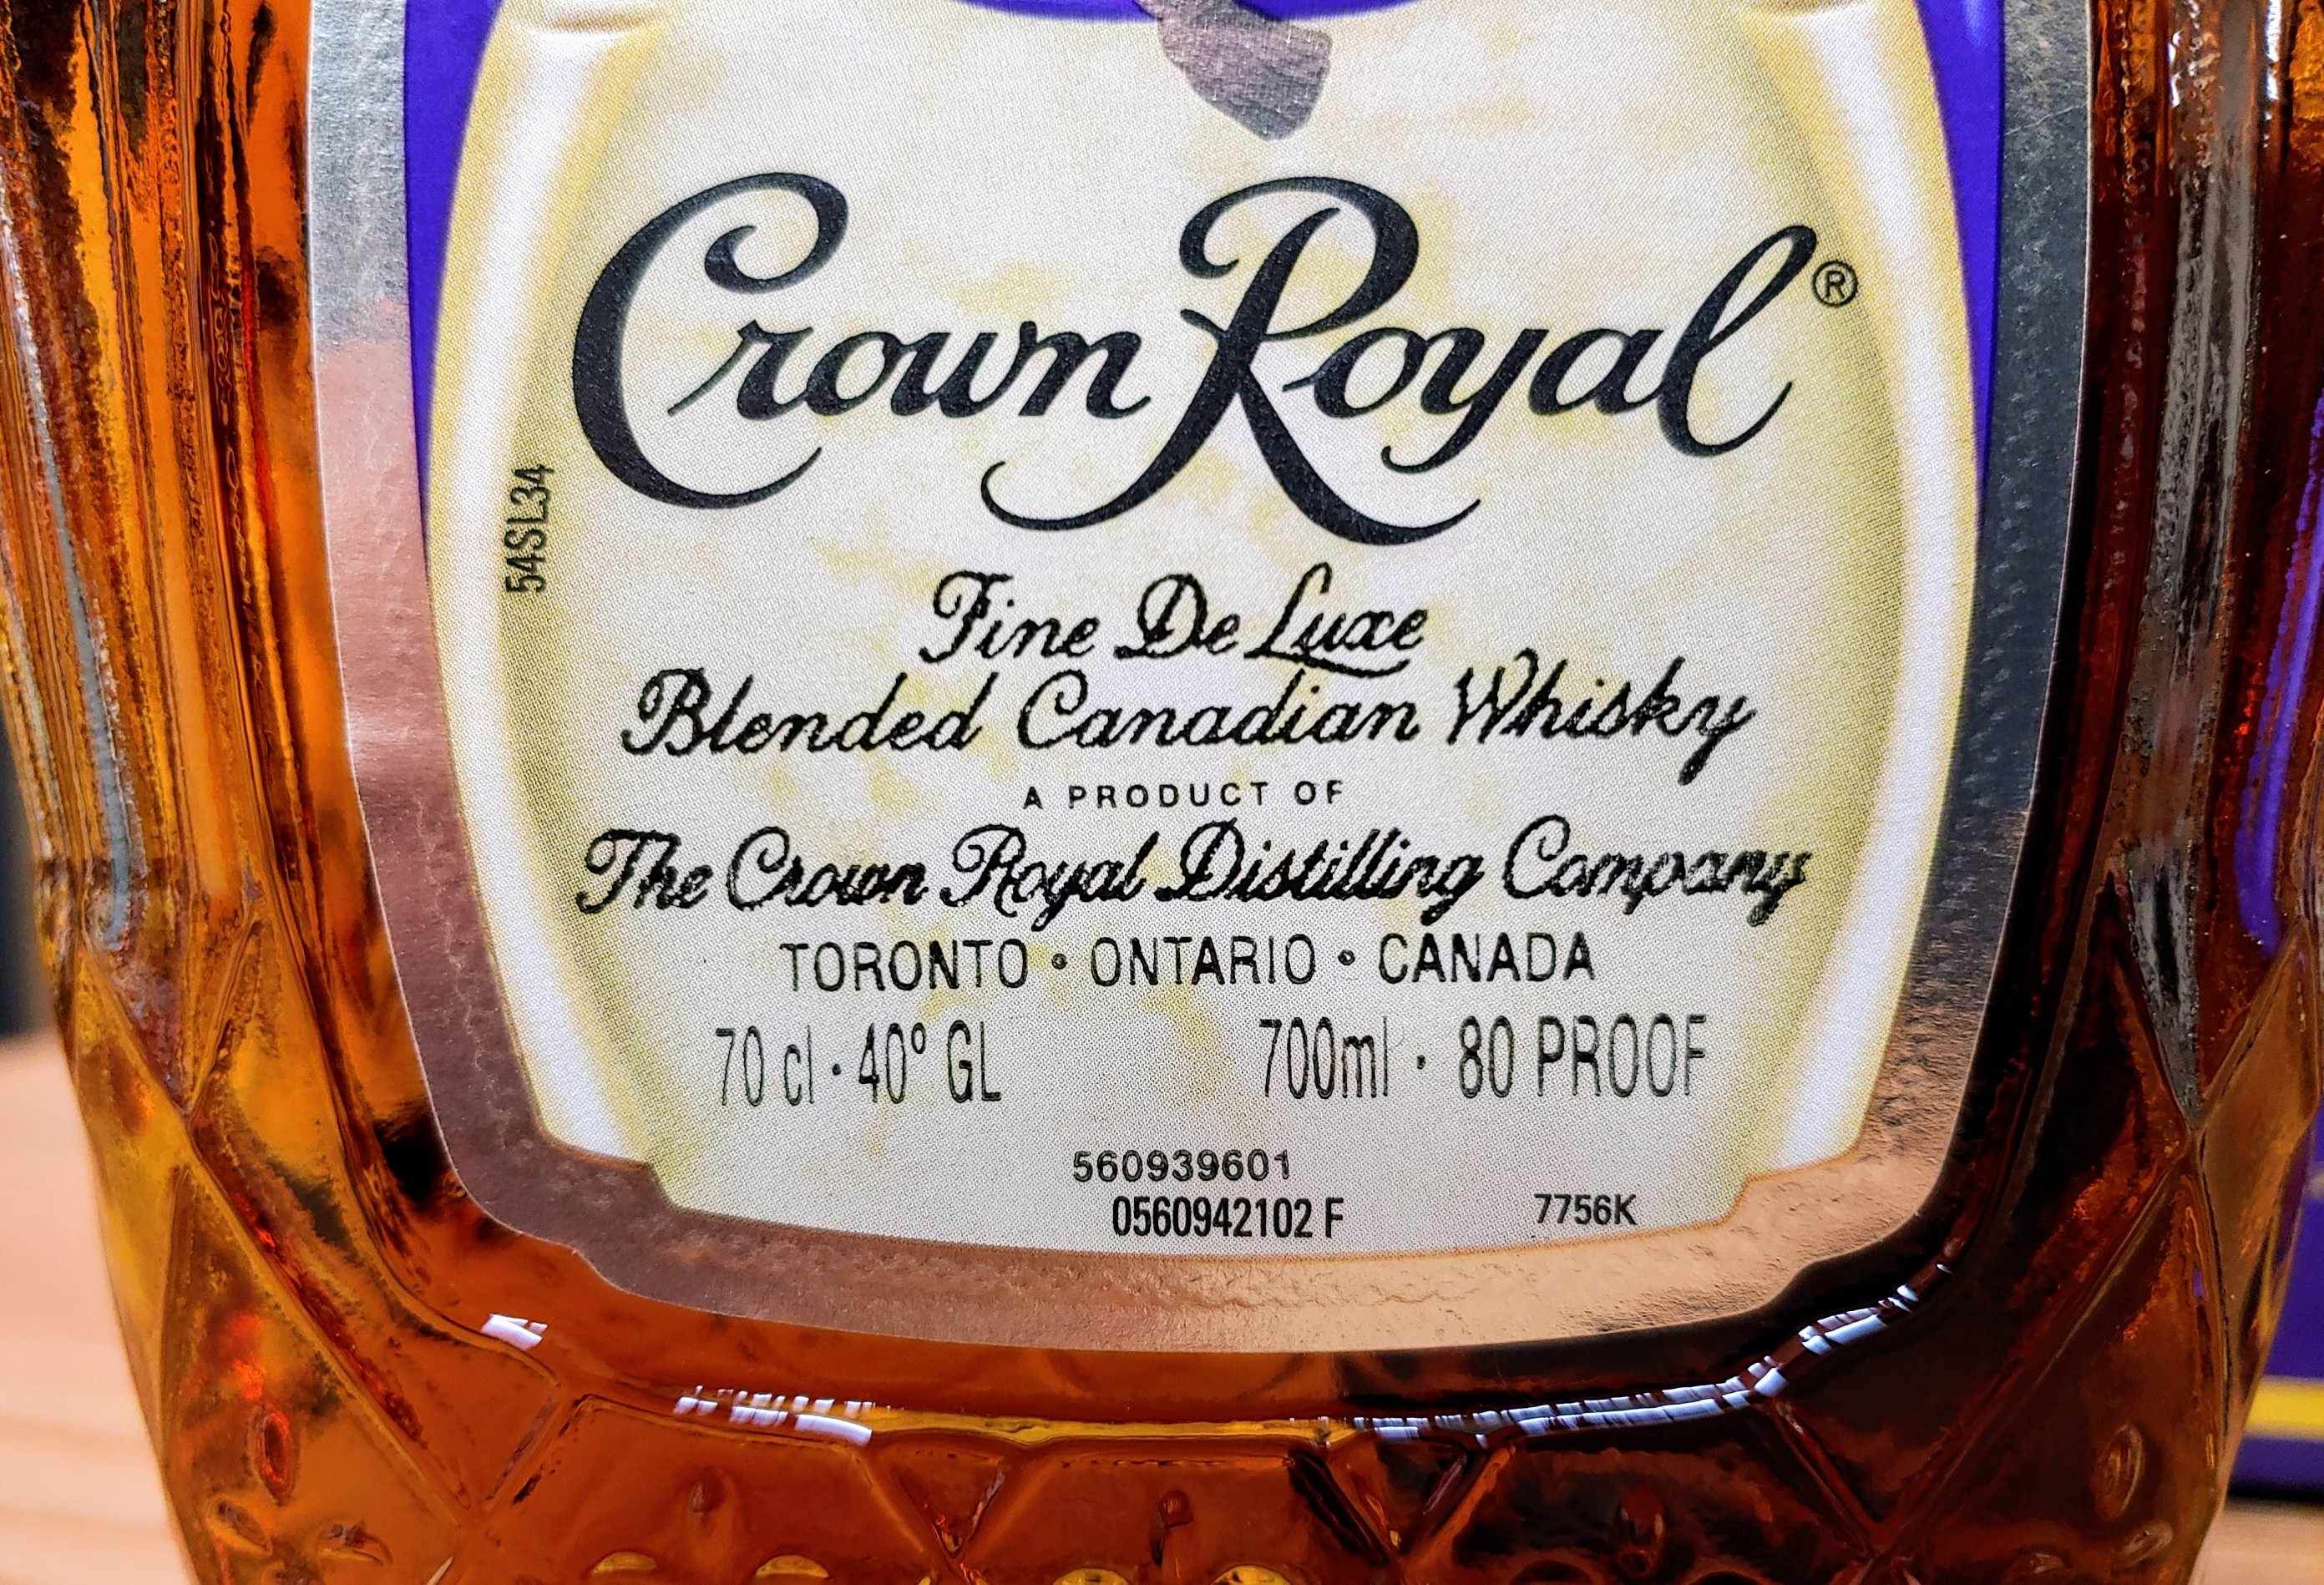 Crown Royal®
54SL34
Fine De Luxe
Blended Canadian Whisky
A PRODUCT OF
The Crown Royal Distilling Company
TORONTO • ONTARIO • CANADA
70 cl · 40° GL 700ml · 80 PROOF
560939601
0560942102 F 7756K